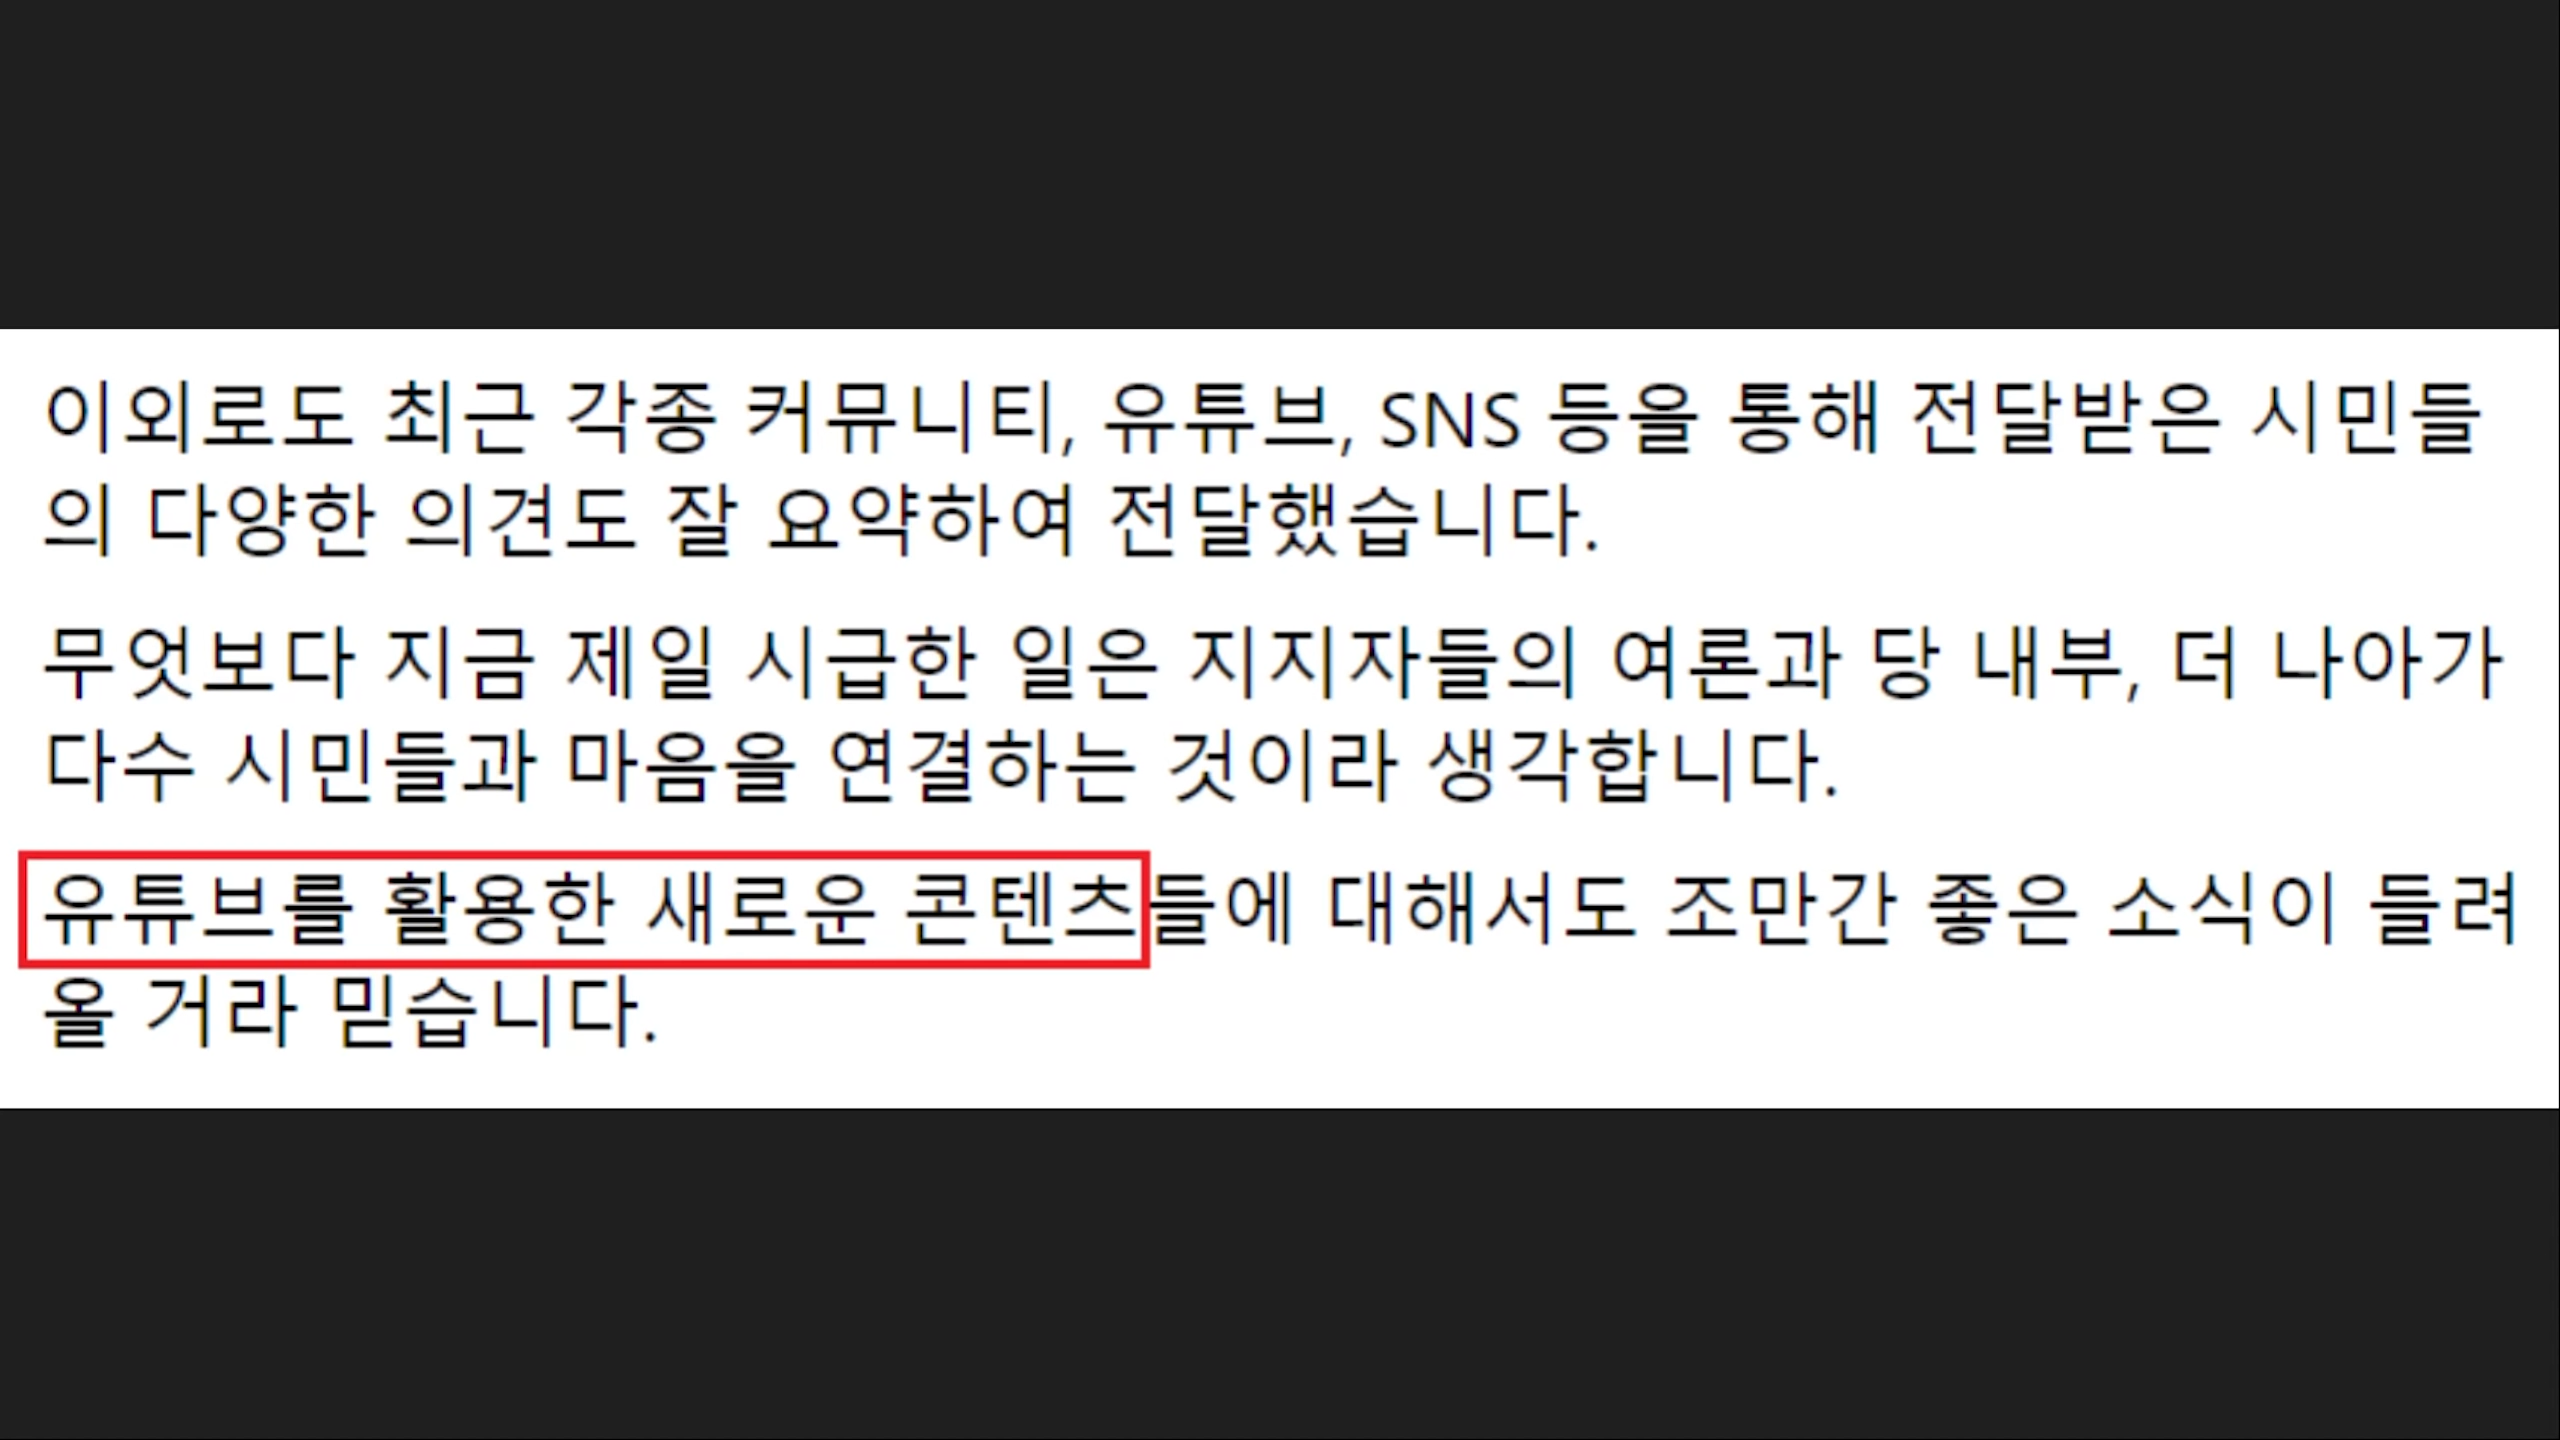 이외로도 최근 각종 커뮤니티, 유튜브, SNS 등을 통해 전달받은 시민들
의 다양한 의견도 잘 요약하여 전달했습니다.
무엇보다 지금 제일 시급한 일은 지지자들의 여론과 당 내부, 더 나아가
다수 시민들과 마음을 연결하는 것이라 생각합니다.
유튜브를 활용한 새로운 콘텐츠들에 대해서도 조만간 좋은 소식이 들려
올 거라 믿습니다.